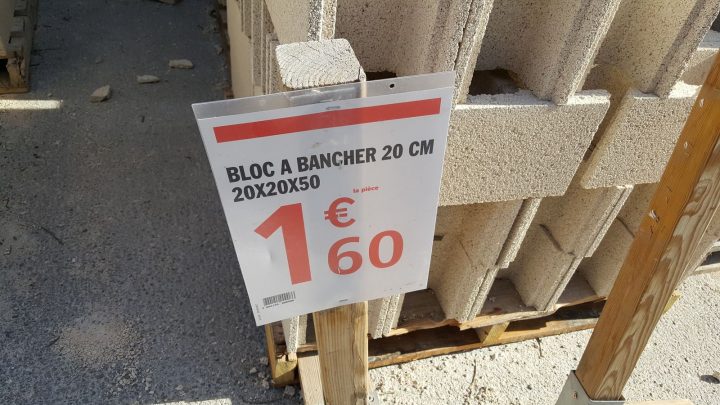 BLOC A BANCHER 20 CM
20X20X50
la pièce
1€60